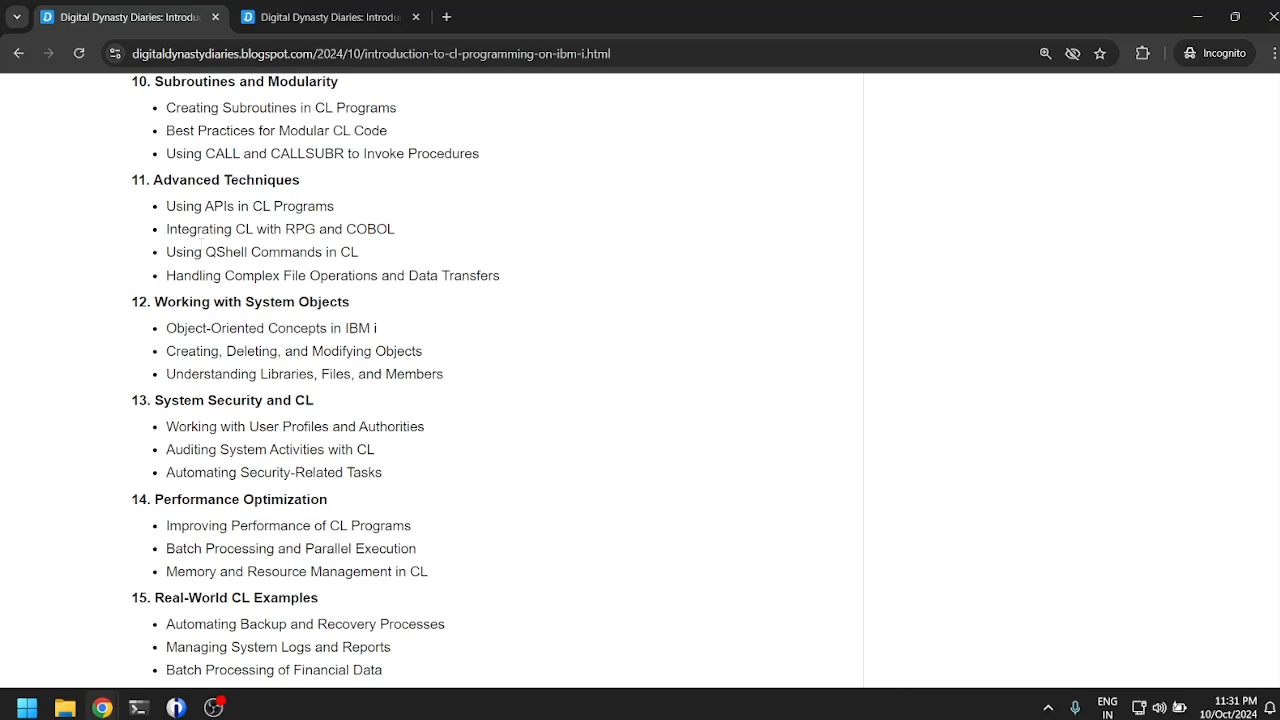 Digital Dynasty Diaries: Introdu
Digital Dynasty Diaries: Introdu
digitaldynastydiaries.blogspot.com/2024/10/introduction-to-cl-programming-on-ibm-i.html
Incognito
10. Subroutines and Modularity
• Creating Subroutines in CL Programs
• Best Practices for Modular CL Code
• Using CALL and CALLSUBR to Invoke Procedures
11. Advanced Techniques
• Using APIs in CL Programs
• Integrating CL with RPG and COBOL
• Using QShell Commands in CL
• Handling Complex File Operations and Data Transfers
12. Working with System Objects
• Object-Oriented Concepts in IBM i
• Creating, Deleting, and Modifying Objects
• Understanding Libraries, Files, and Members
13. System Security and CL
• Working with User Profiles and Authorities
• Auditing System Activities with CL
• Automating Security-Related Tasks
14. Performance Optimization
• Improving Performance of CL Programs
• Batch Processing and Parallel Execution
• Memory and Resource Management in CL
15. Real-World CL Examples
• Automating Backup and Recovery Processes
• Managing System Logs and Reports
• Batch Processing of Financial Data
ENG
IN
11:31 PM
10/Oct/2024